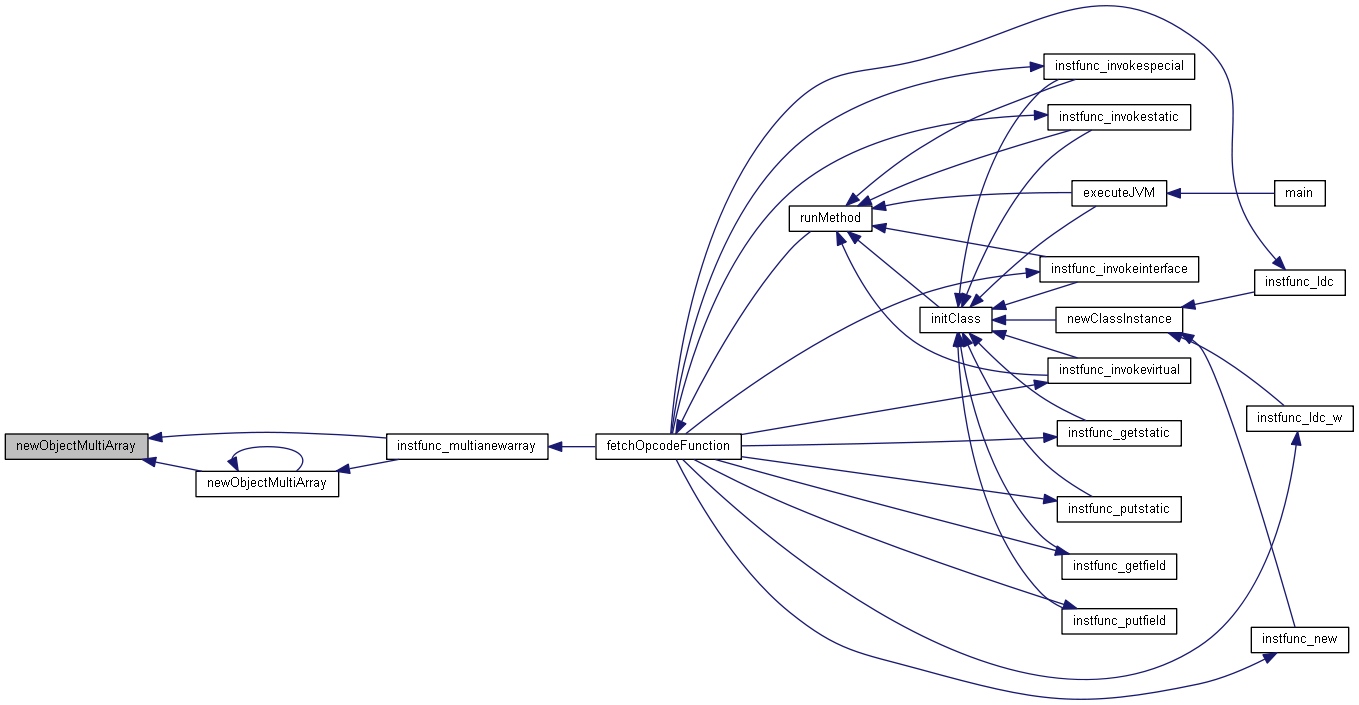 instfunc_invokespecial
instfunc_invokestatic
executeJVM
main
runMethod
instfunc_invokeinterface
instfunc_ldc
initClass
newClassInstance
instfunc_invokevirtual
instfunc_ldc_w
instfunc_getstatic
newObjectMultiArray
instfunc_multianewarray
fetchOpcodeFunction
newObjectMultiArray
instfunc_putstatic
instfunc_getfield
instfunc_putfield
instfunc_new